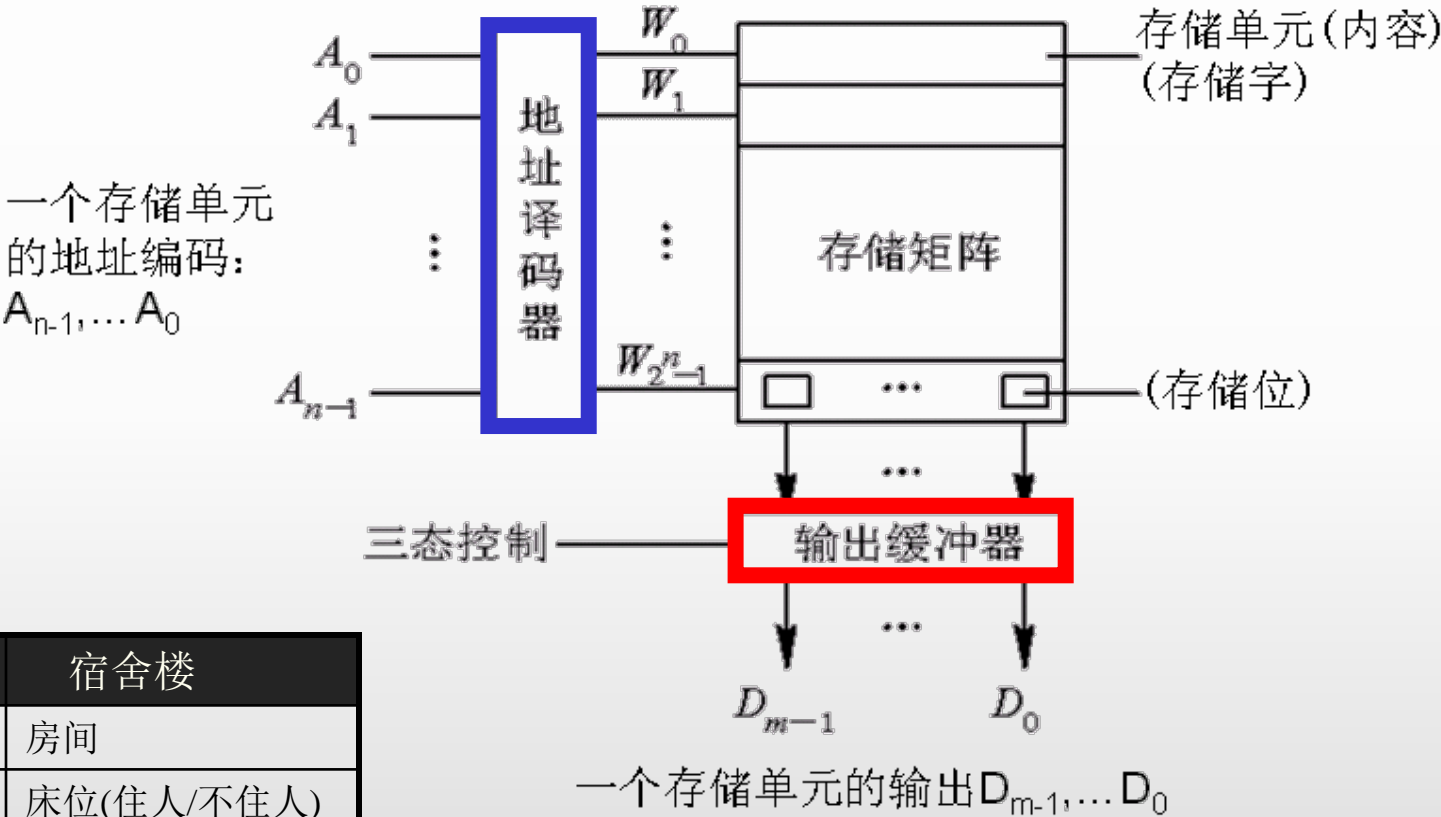 A₀
A₁
⋮
Aₙ₋₁
一个存储单元
的地址编码：
Aₙ₋₁,… A₀
地址译码器
W₀
W₁
⋮
W₂ⁿ₋₁
存储单元(内容)
(存储字)
存储矩阵
…
(存储位)
…
三态控制
输出缓冲器
…
Dₘ₋₁
D₀
一个存储单元的输出Dₘ₋₁,… D₀
宿舍楼
房间
床位(住人/不住人)